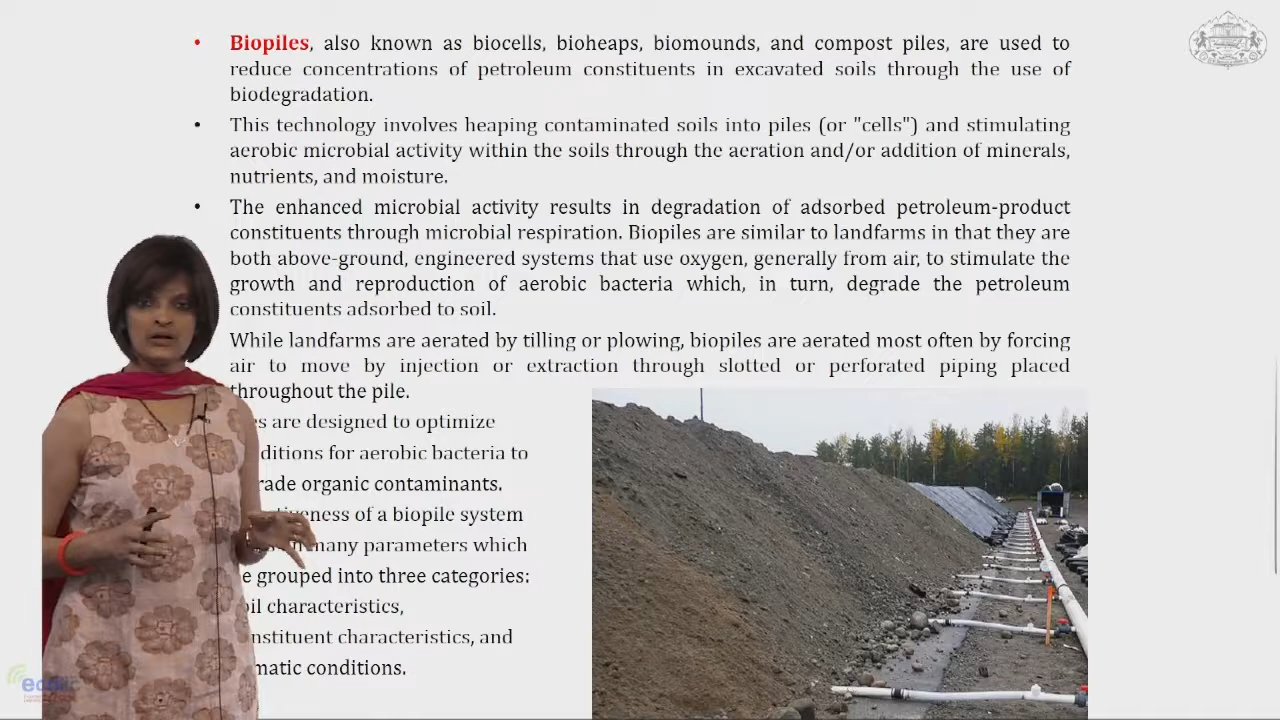 • Biopiles, also known as biocells, bioheaps, biomounds, and compost piles, are used to
reduce concentrations of petroleum constituents in excavated soils through the use of
biodegradation.
• This technology involves heaping contaminated soils into piles (or "cells") and stimulating
aerobic microbial activity within the soils through the aeration and/or addition of minerals,
nutrients, and moisture.
• The enhanced microbial activity results in degradation of adsorbed petroleum-product
constituents through microbial respiration. Biopiles are similar to landfarms in that they are
both above-ground, engineered systems that use oxygen, generally from air, to stimulate the
growth and reproduction of aerobic bacteria which, in turn, degrade the petroleum
constituents adsorbed to soil.
While landfarms are aerated by tilling or plowing, biopiles are aerated most often by forcing
air to move by injection or extraction through slotted or perforated piping placed
throughout the pile.
es are designed to optimize
ditions for aerobic bacteria to
rade organic contaminants.
tiveness of a biopile system
many parameters which
e grouped into three categories:
oil characteristics,
nstituent characteristics, and
matic conditions.